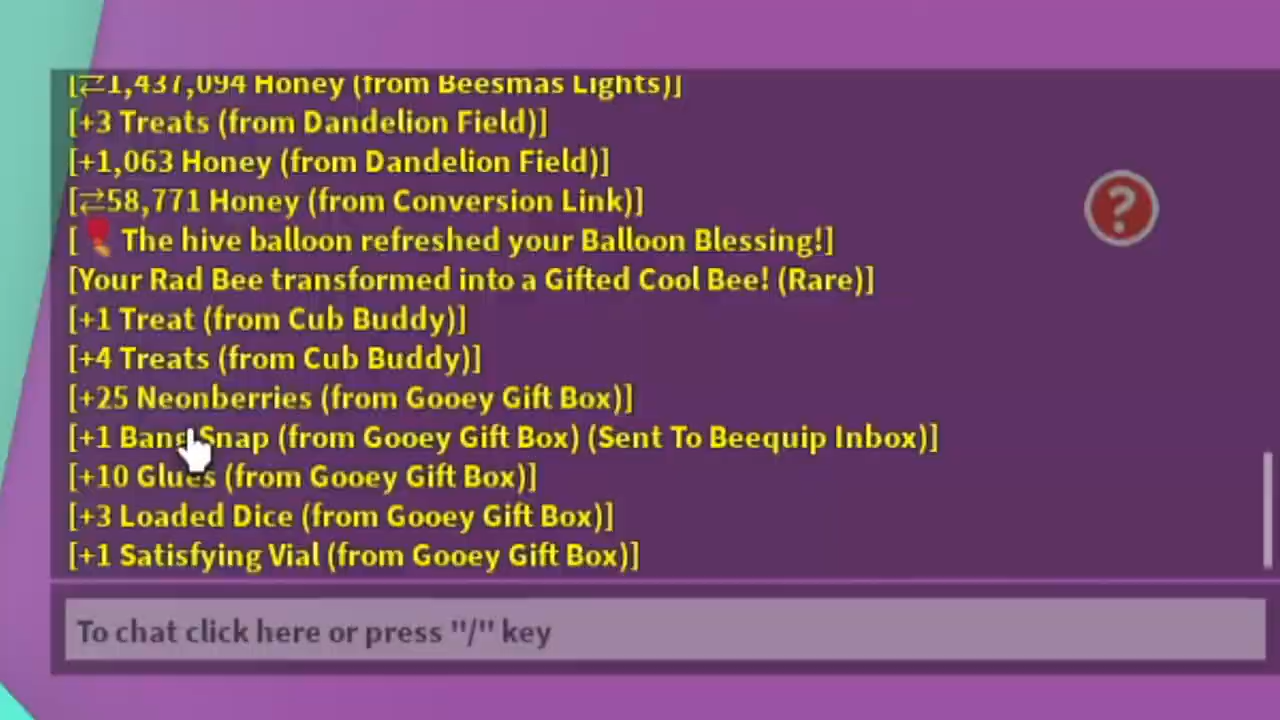 [⇄1,437,094 Honey (from Beesmas Lights)]
[+3 Treats (from Dandelion Field)]
[+1,063 Honey (from Dandelion Field)]
[⇄58,771 Honey (from Conversion Link)]
[🎈 The hive balloon refreshed your Balloon Blessing!]
[Your Rad Bee transformed into a Gifted Cool Bee! (Rare)]
[+1 Treat (from Cub Buddy)]
[+4 Treats (from Cub Buddy)]
[+25 Neonberries (from Gooey Gift Box)]
[+1 Bang Snap (from Gooey Gift Box) (Sent To Beequip Inbox)]
[+10 Glues (from Gooey Gift Box)]
[+3 Loaded Dice (from Gooey Gift Box)]
[+1 Satisfying Vial (from Gooey Gift Box)]
?
To chat click here or press "/" key